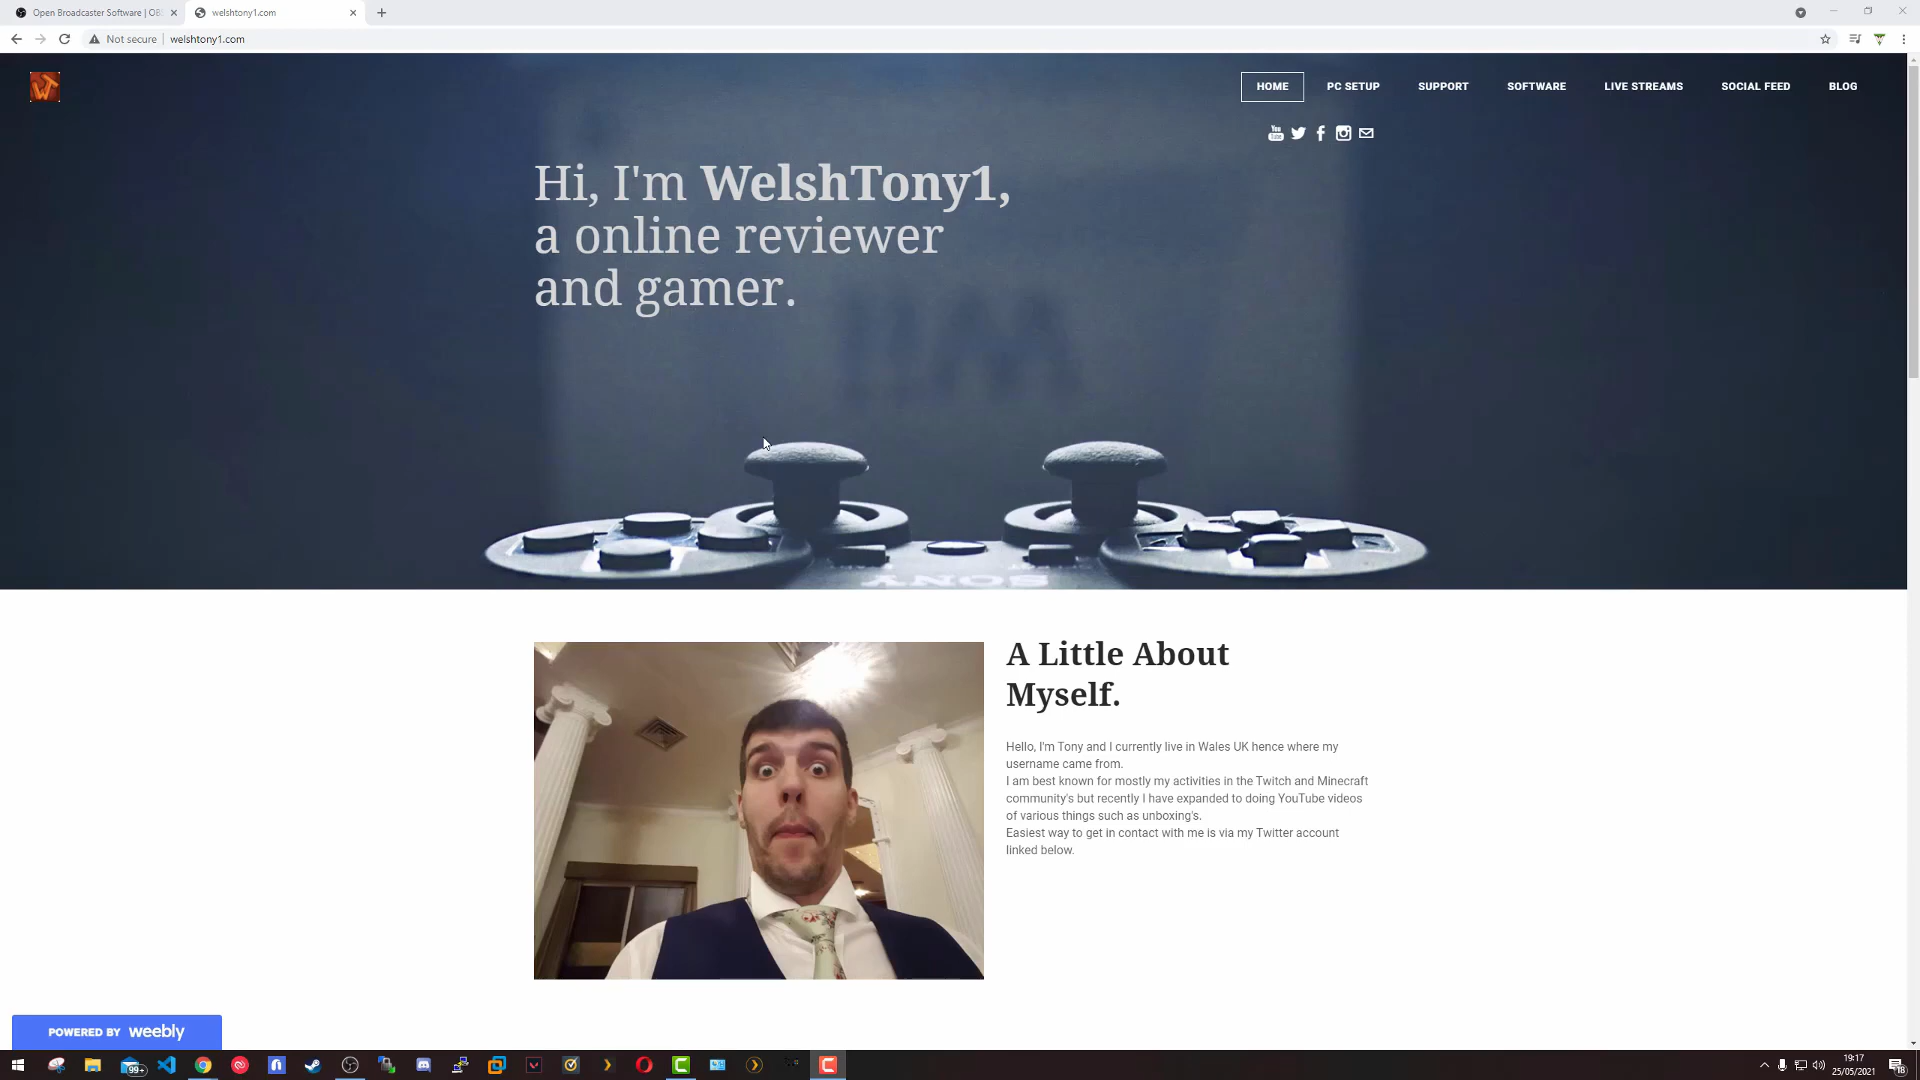 Open Broadcaster Software | OB
welshtony1.com
Not secure
welshtony1.com
HOME
PC SETUP
SUPPORT
SOFTWARE
LIVE STREAMS
SOCIAL FEED
BLOG
You
Hi, I'm WelshTony1,
a online reviewer
and gamer.
SONY
A Little About
Myself.
Hello, I'm Tony and I currently live in Wales UK hence where my
username came from.
I am best known for mostly my activities in the Twitch and Minecraft
community's but recently I have expanded to doing YouTube videos
of various things such as unboxing's.
Easiest way to get in contact with me is via my Twitter account
linked below.
POWERED BY weebly
99+
19:17
25/05/2021
18